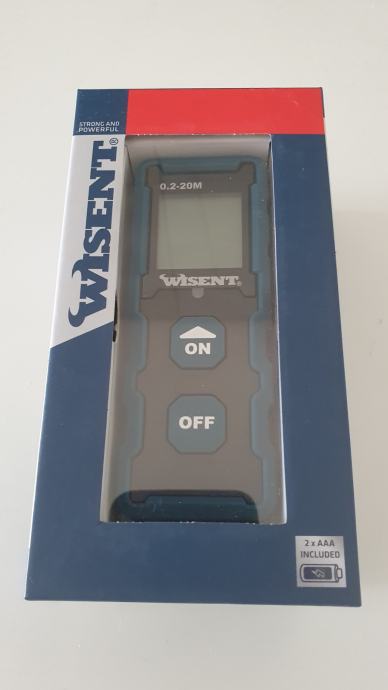 STRONG AND
POWERFUL
WISENT®
0.2-20M
WISENT®
ON
OFF
2 x AAA
INCLUDED